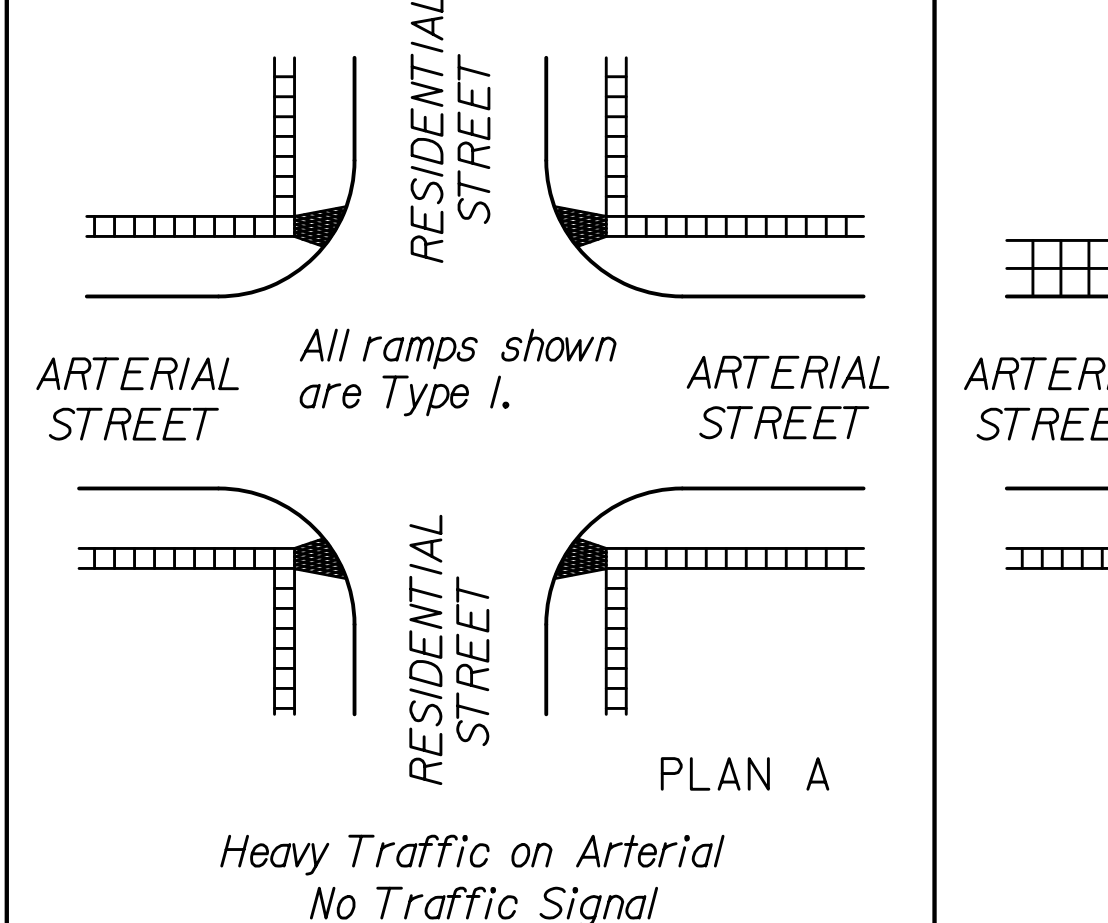 RESIDENTIAL
STREET
All ramps shown
are Type I.
ARTERIAL
STREET
ARTERIAL
STREET
RESIDENTIAL
STREET
PLAN A
Heavy Traffic on Arterial
No Traffic Signal